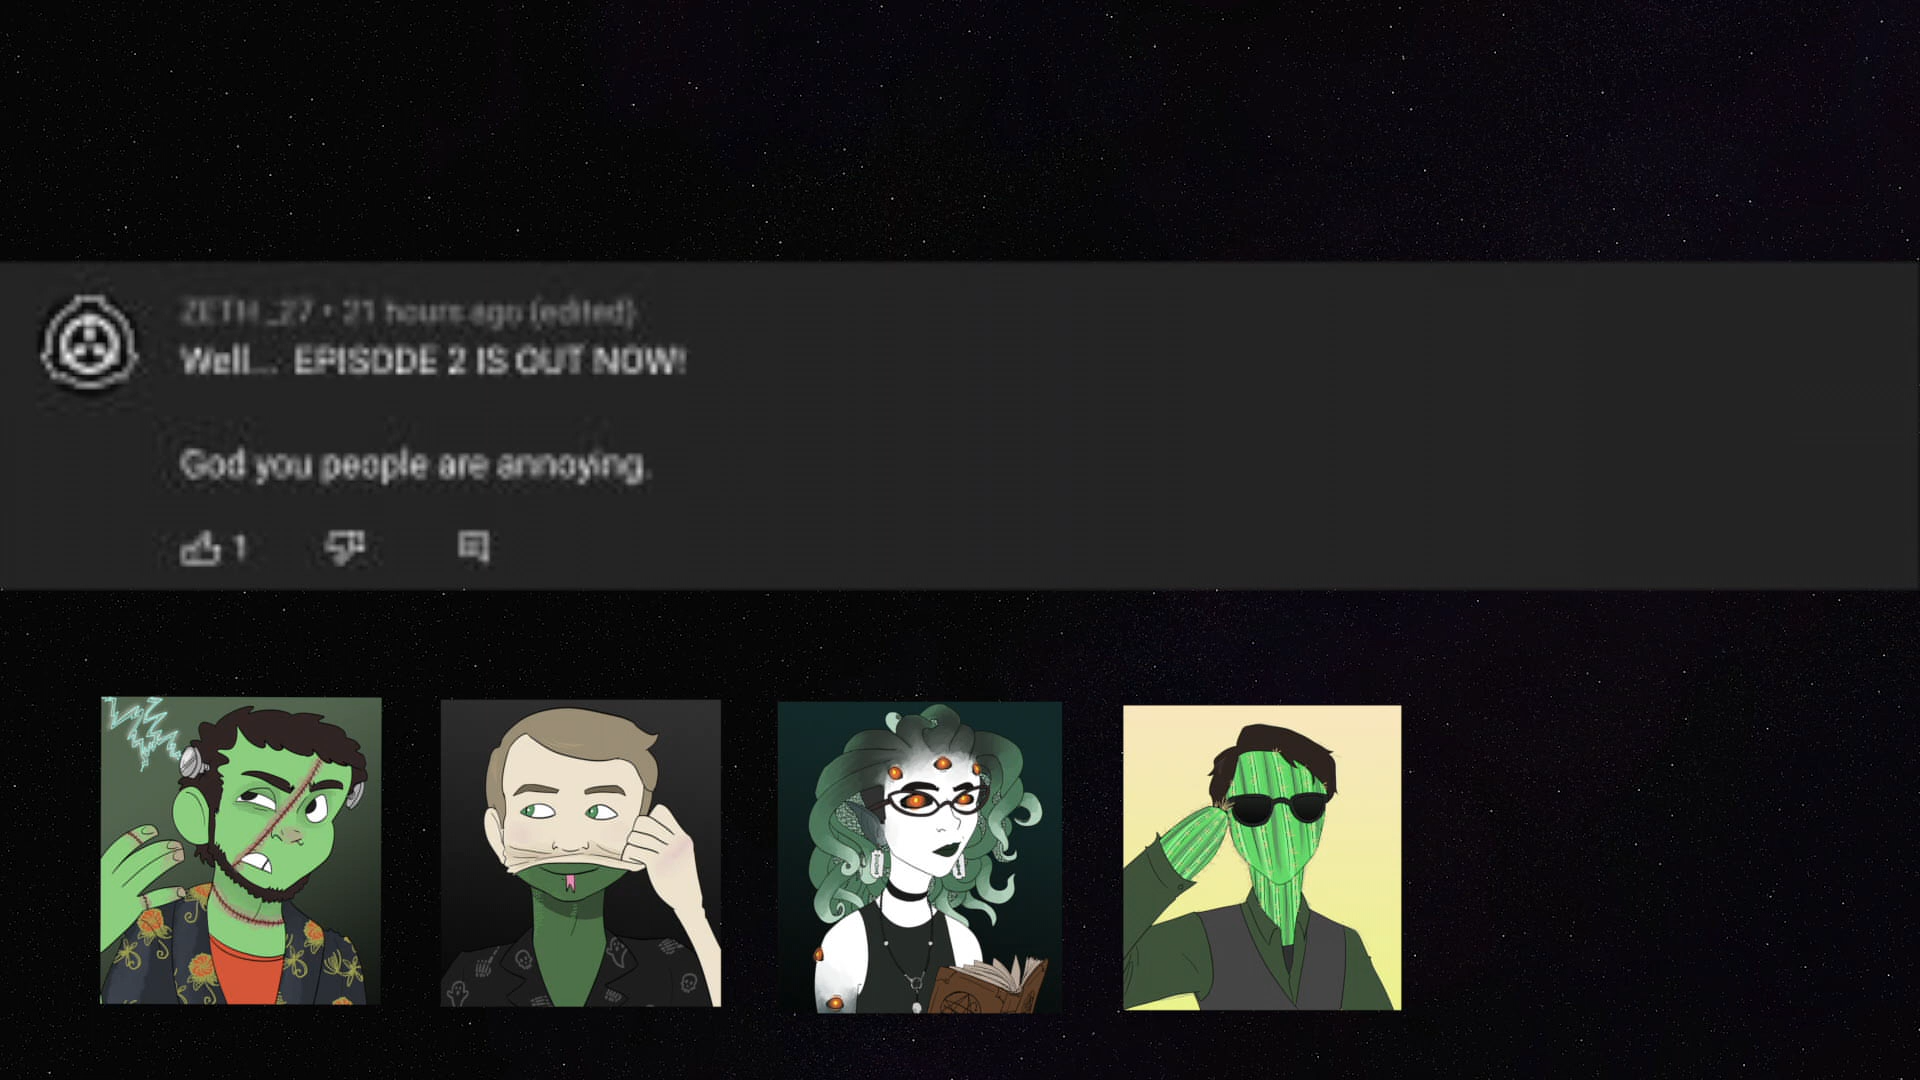 ZETH_27 • 21 hours ago (edited)
Well... EPISODE 2 IS OUT NOW!
God you people are annoying.
1